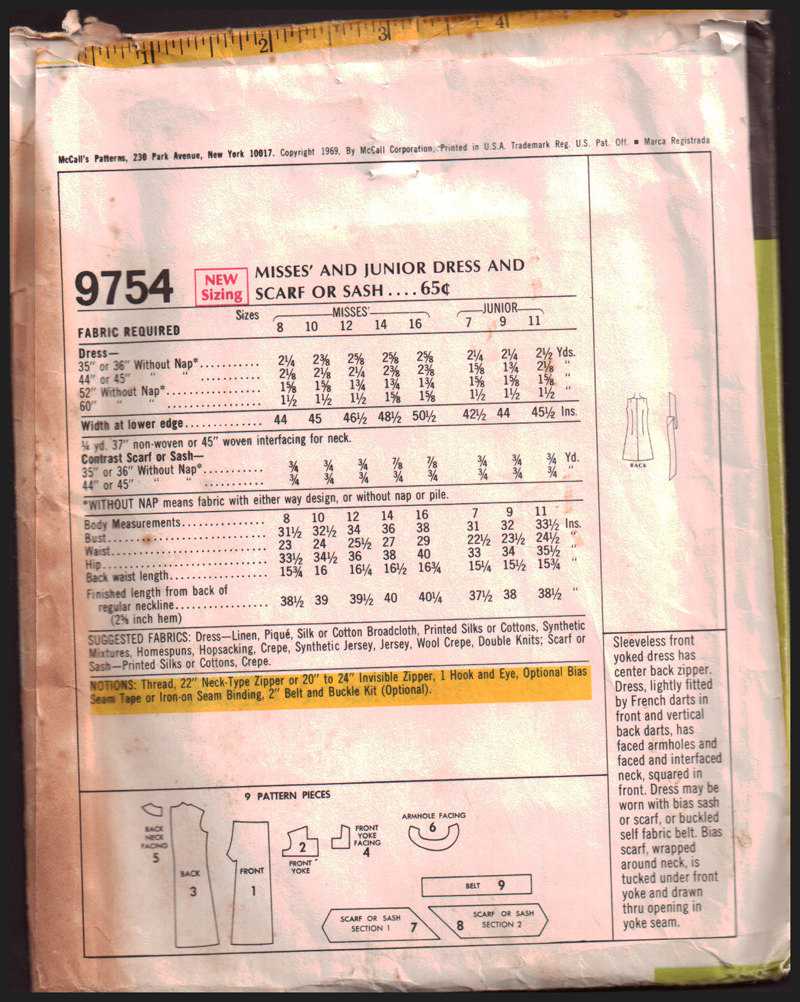 1 2 3 4
McCall's Patterns, 230 Park Avenue, New York 10017. Copyright 1969, By McCall Corporation, Printed in U.S.A. Trademark Reg. U.S. Pat. Off. ■ Marca Registrada
9754 NEW Sizing MISSES' AND JUNIOR DRESS AND
SCARF OR SASH .... 65¢
Sizes MISSES' JUNIOR
FABRIC REQUIRED 8 10 12 14 16 7 9 11
Dress—
35" or 36" Without Nap*........... 2¼ 2⅜ 2⅝ 2⅝ 2⅝ 2¼ 2¼ 2½ Yds.
44" or 45" " " ........... 2⅛ 2⅛ 2¼ 2⅜ 2⅜ 1⅝ 1¾ 2⅛ "
52" Without Nap*................ 1⅝ 1⅝ 1¾ 1¾ 1¾ 1⅝ 1⅝ 1⅝ "
60" " " ................ 1½ 1½ 1½ 1⅝ 1⅝ 1½ 1½ 1½ "
Width at lower edge.............. 44 45 46½ 48½ 50½ 42½ 44 45½ Ins.
¼ yd. 37" non-woven or 45" woven interfacing for neck.
Contrast Scarf or Sash—
35" or 36" Without Nap*........... ¾ ¾ ¾ ⅞ ⅞ ¾ ¾ ¾ Yd.
44" or 45" " " ........... ¾ ¾ ¾ ¾ ¾ ¾ ¾ ¾ "
*WITHOUT NAP means fabric with either way design, or without nap or pile.
Body Measurements............... 8 10 12 14 16 7 9 11
Bust........................... 31½ 32½ 34 36 38 31 32 33½ Ins.
Waist.......................... 23 24 25½ 27 29 22½ 23½ 24½ "
Hip............................ 33½ 34½ 36 38 40 33 34 35½ "
Back waist length................. 15¾ 16 16¼ 16½ 16¾ 15¼ 15½ 15¾ "
Finished length from back of
regular neckline................ 38½ 39 39½ 40 40¼ 37½ 38 38½ "
(2⅝ inch hem)
SUGGESTED FABRICS: Dress—Linen, Piqué, Silk or Cotton Broadcloth, Printed Silks or Cottons, Synthetic
Mixtures, Homespuns, Hopsacking, Crepe, Synthetic Jersey, Jersey, Wool Crepe, Double Knits; Scarf or
Sash—Printed Silks or Cottons, Crepe.
NOTIONS: Thread, 22" Neck-Type Zipper or 20" to 24" Invisible Zipper, 1 Hook and Eye, Optional Bias
Seam Tape or Iron-on Seam Binding, 2" Belt and Buckle Kit (Optional).
BACK
Sleeveless front
yoked dress has
center back zipper.
Dress, lightly fitted
by French darts in
front and vertical
back darts, has
faced armholes and
faced and interfaced
neck, squared in
front. Dress may be
worn with bias sash
or scarf, or buckled
self fabric belt. Bias
scarf, wrapped
around neck, is
tucked under front
yoke and drawn
thru opening in
yoke seam.
9 PATTERN PIECES
BACK
NECK
FACING
5
BACK
3
FRONT
1
2
FRONT
YOKE
FRONT
YOKE
FACING
4
ARMHOLE FACING
6
BELT 9
SCARF OR SASH
SECTION 1 7
8 SCARF OR SASH
SECTION 2